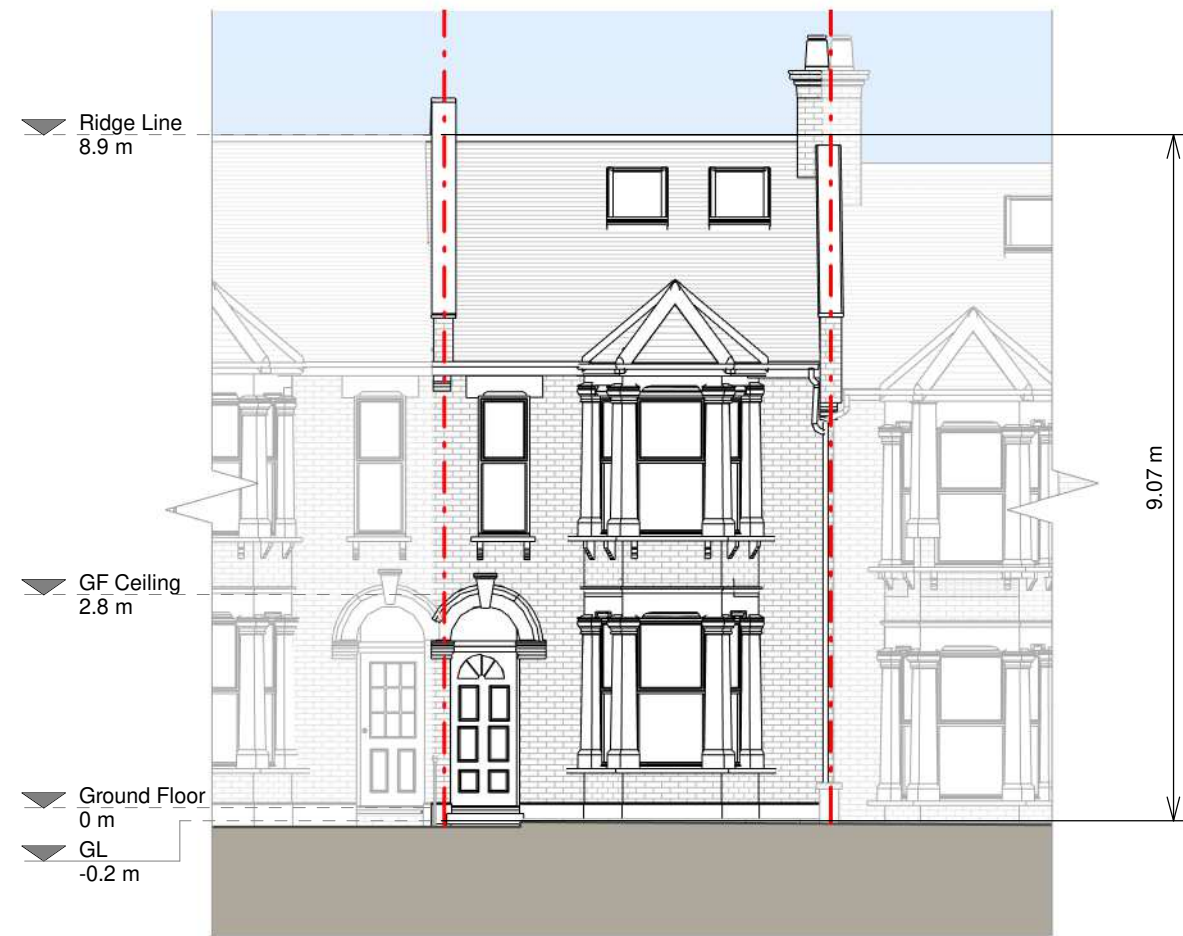 Ridge Line
8.9 m
9.07 m
GF Ceiling
2.8 m
Ground Floor
0 m
GL
-0.2 m